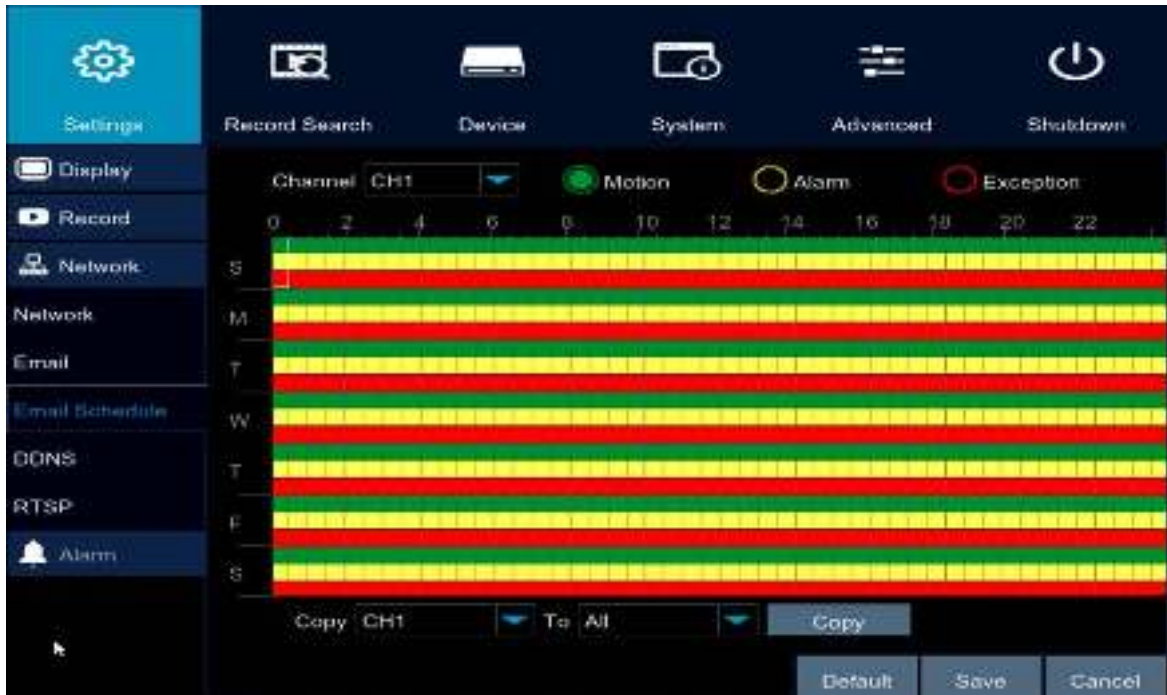 Settings Record Search Device System Advanced Shutdown
Display
Channel CH1 Motion Alarm Exception
Record
0 2 4 6 8 10 12 14 16 18 20 22
Network
S
Network
M
Email
T
Email Schedule
W
DDNS
T
RTSP
F
Alarm
S
Copy CH1 To All Copy
Default Save Cancel